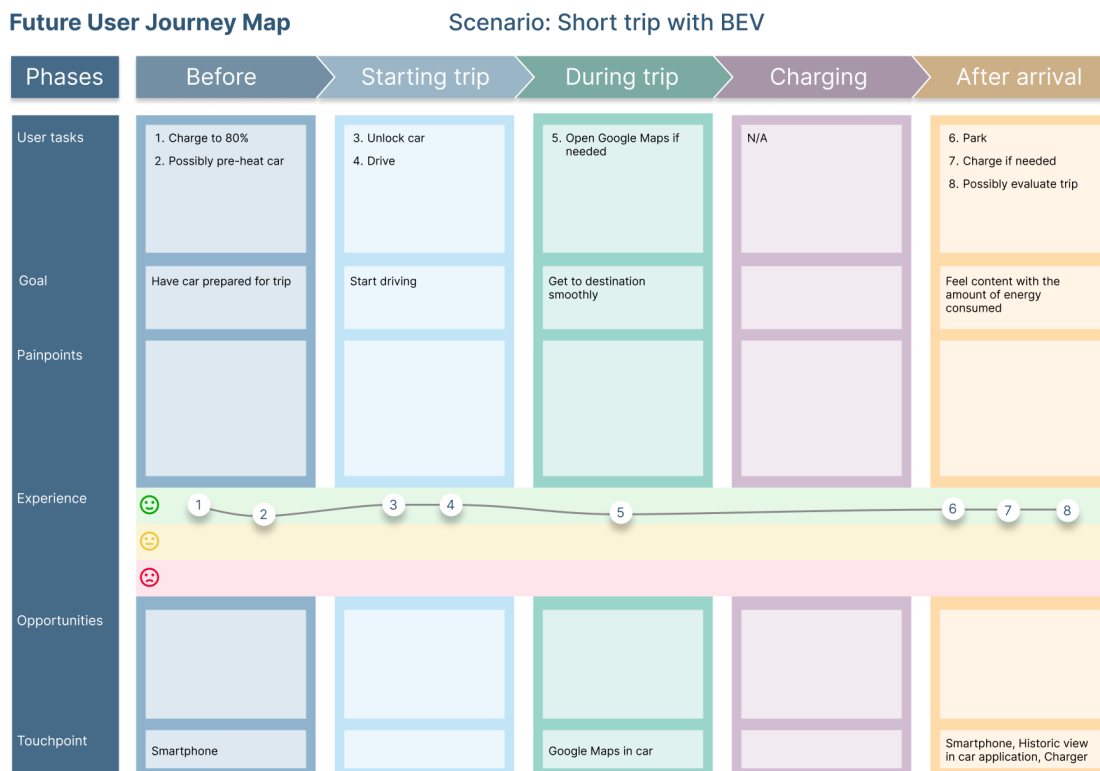 Future User Journey Map
Scenario: Short trip with BEV
Phases
Before
Starting trip
During trip
Charging
After arrival
User tasks
1. Charge to 80%
2. Possibly pre-heat car
3. Unlock car
4. Drive
5. Open Google Maps if
needed
N/A
6. Park
7. Charge if needed
8. Possibly evaluate trip
Goal
Have car prepared for trip
Start driving
Get to destination
smoothly
Feel content with the
amount of energy
consumed
Painpoints
Experience
1
2
3
4
5
6
7
8
Opportunities
Touchpoint
Smartphone
Google Maps in car
Smartphone, Historic view
in car application, Charger